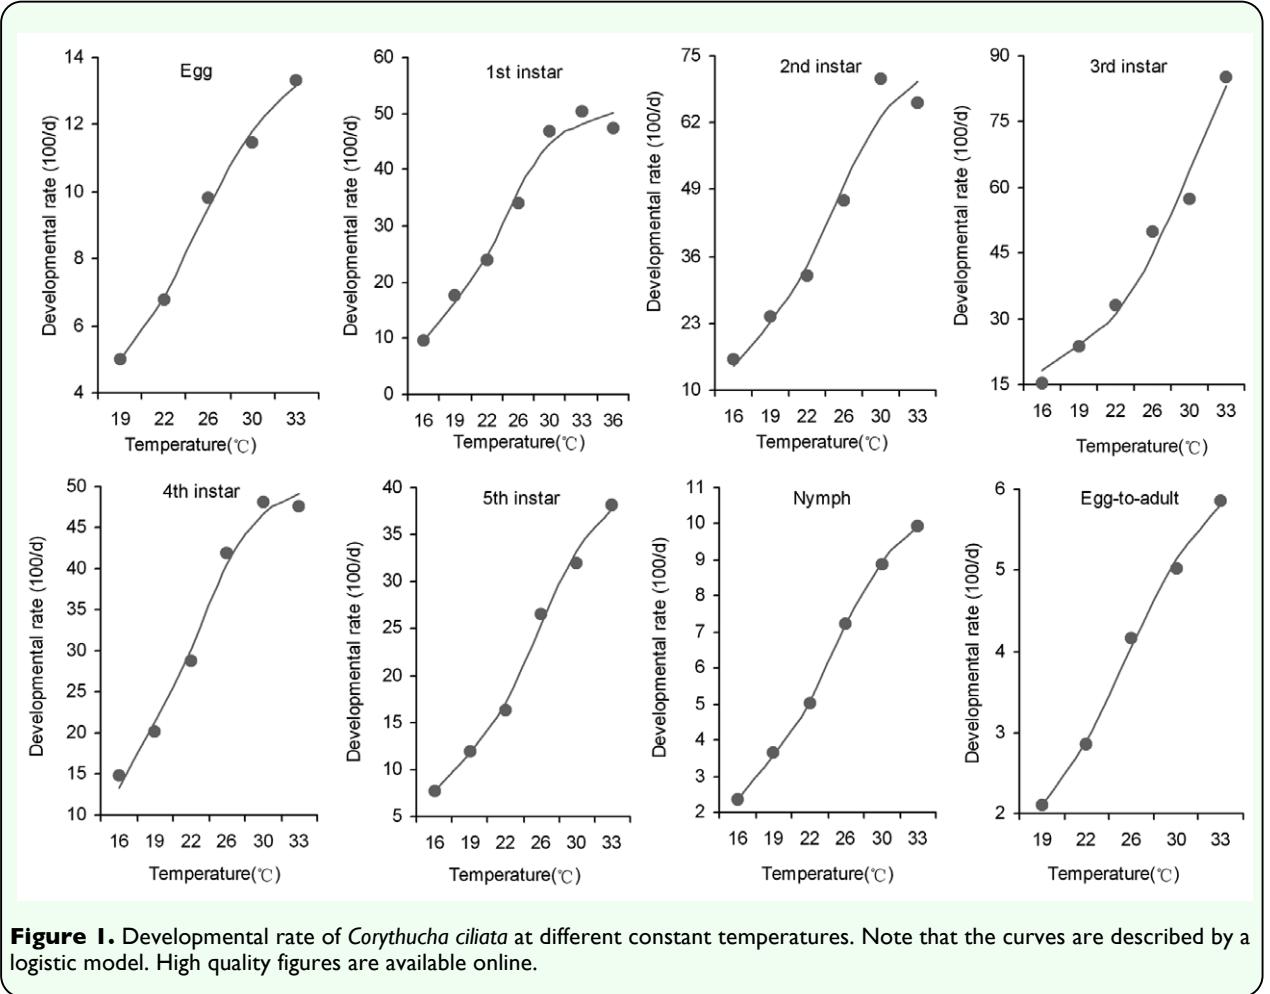 Egg
Developmental rate (100/d)
14
12
10
8
6
4
19 22 26 30 33
Temperature(℃)
1st instar
Developmental rate (100/d)
60
50
40
30
20
10
0
16 19 22 26 30 33 36
Temperature(℃)
2nd instar
Developmental rate (100/d)
75
62
49
36
23
10
16 19 22 26 30 33
Temperature(℃)
3rd instar
Developmental rate (100/d)
90
75
60
45
30
15
16 19 22 26 30 33
Temperature(℃)
4th instar
Developmental rate (100/d)
50
45
40
35
30
25
20
15
10
16 19 22 26 30 33
Temperature(℃)
5th instar
Developmental rate (100/d)
40
35
30
25
20
15
10
5
16 19 22 26 30 33
Temperature(℃)
Nymph
Developmental rate (100/d)
11
10
9
8
7
6
5
4
3
2
16 19 22 26 30 33
Temperature(℃)
Egg-to-adult
Developmental rate (100/d)
6
5
4
3
2
19 22 26 30 33
Temperature(℃)
Figure 1. Developmental rate of Corythucha ciliata at different constant temperatures. Note that the curves are described by a
logistic model. High quality figures are available online.